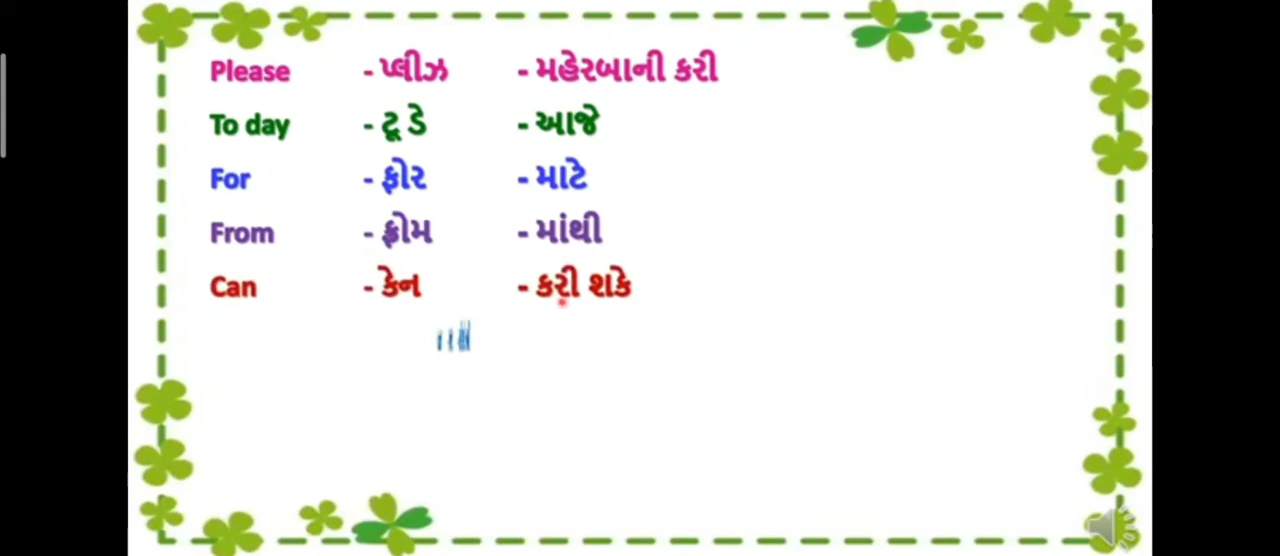 Please - પ્લીઝ - મહેરબાની કરી
To day - ટૂ ડે - આજે
For - ફોર - માટે
From - ફ્રોમ - માંથી
Can - કેન - કરી શકે